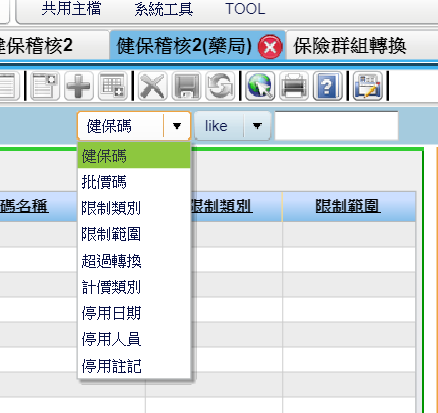 共用主檔 系統工具 TOOL
健保稽核2 健保稽核2(藥局) 保險群組轉換
健保碼 like
健保碼
批價碼
限制類別
限制範圍
超過轉換
計價類別
停用日期
停用人員
停用註記
碼名稱 限制類別 限制範圍